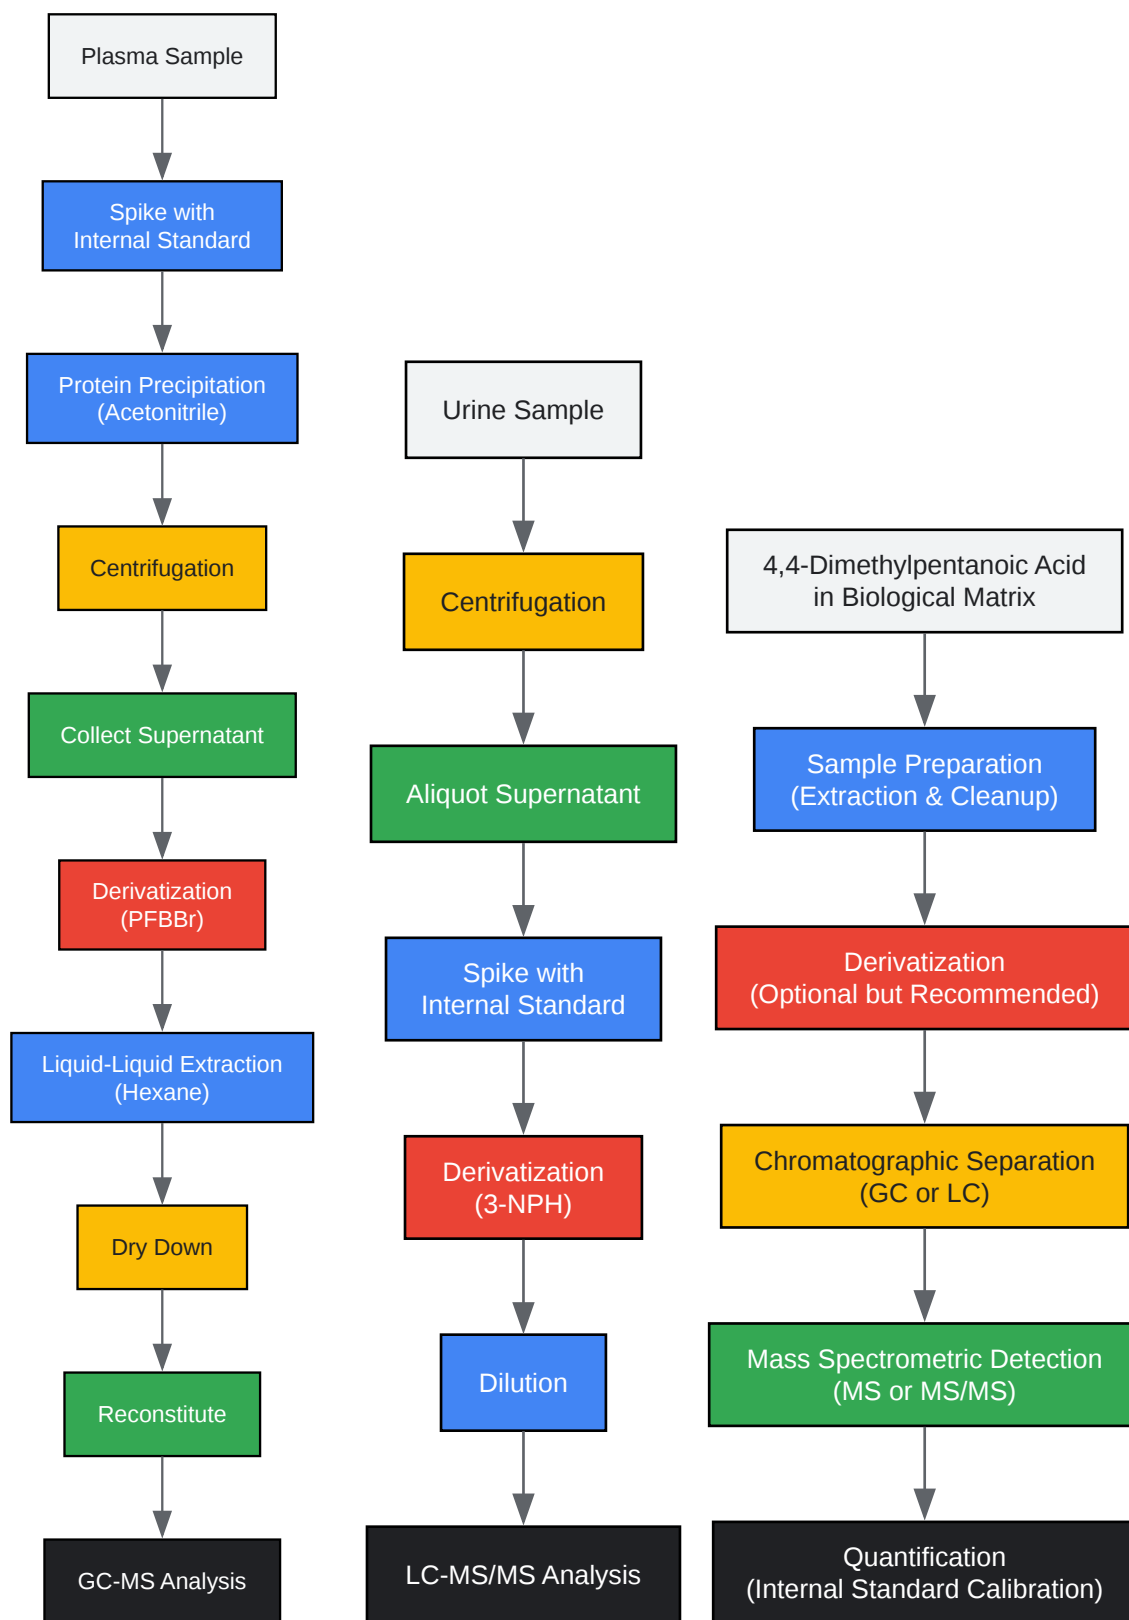 Plasma Sample
Spike with
Internal Standard
Protein Precipitation
(Acetonitrile)
Centrifugation
Collect Supernatant
Derivatization
(PFBBr)
Liquid-Liquid Extraction
(Hexane)
Dry Down
Reconstitute
GC-MS Analysis
Urine Sample
Centrifugation
Aliquot Supernatant
Spike with
Internal Standard
Derivatization
(3-NPH)
Dilution
LC-MS/MS Analysis
4,4-Dimethylpentanoic Acid
in Biological Matrix
Sample Preparation
(Extraction & Cleanup)
Derivatization
(Optional but Recommended)
Chromatographic Separation
(GC or LC)
Mass Spectrometric Detection
(MS or MS/MS)
Quantification
(Internal Standard Calibration)